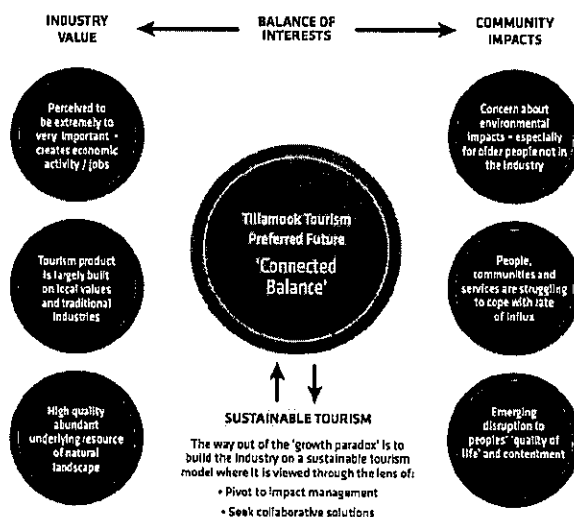 INDUSTRY
VALUE
BALANCE OF
INTERESTS
COMMUNITY
IMPACTS
Perceived to
be extremely to
very important -
creates economic
activity / jobs
Tourism product
is largely built
on local values
and traditional
industries
High quality
abundant
underlying resource
of natural
landscape
Tillamook Tourism
Preferred Future
'Connected
Balance'
Concern about
environmental
impacts - especially
for older people not in
the industry
People,
communities and
services are struggling
to cope with rate
of influx
Emerging
disruption to
peoples' 'quality of
life' and contentment
SUSTAINABLE TOURISM
The way out of the 'growth paradox' is to
build the industry on a sustainable tourism
model where it is viewed through the lens of:
• Pivot to impact management
• Seek collaborative solutions